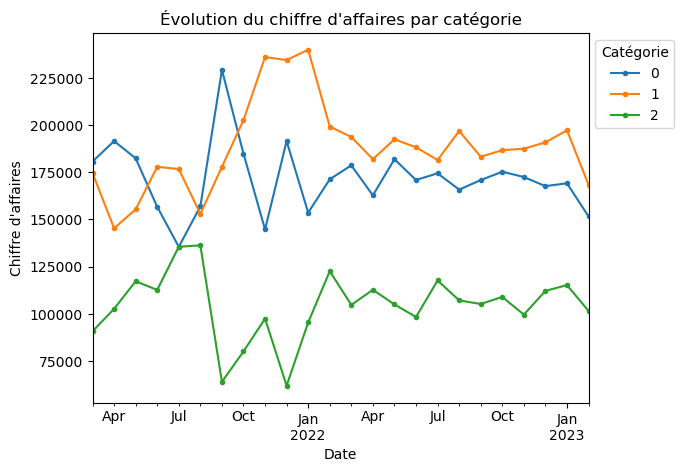 Évolution du chiffre d'affaires par catégorie
Catégorie
0
1
2
Chiffre d'affaires
225000
200000
175000
150000
125000
100000
75000
Apr Jul Oct Jan Apr Jul Oct Jan
2022 2023
Date